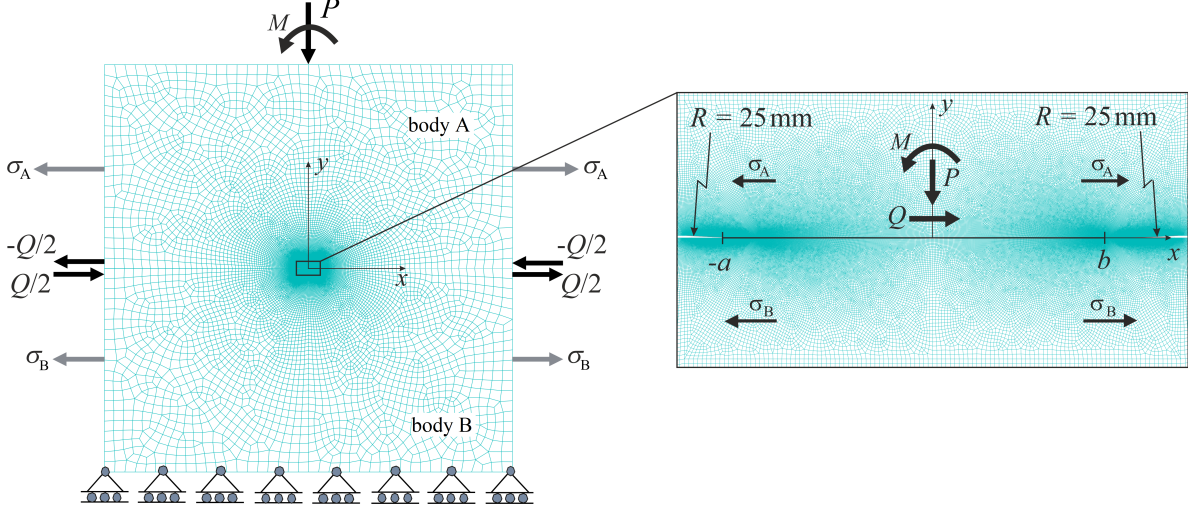 M P
body A
σA σA
y
-Q/2 -Q/2
Q/2 Q/2
x
σB σB
body B
y
R = 25 mm R = 25 mm
M
σA P σA
Q
-a b x
σB σB